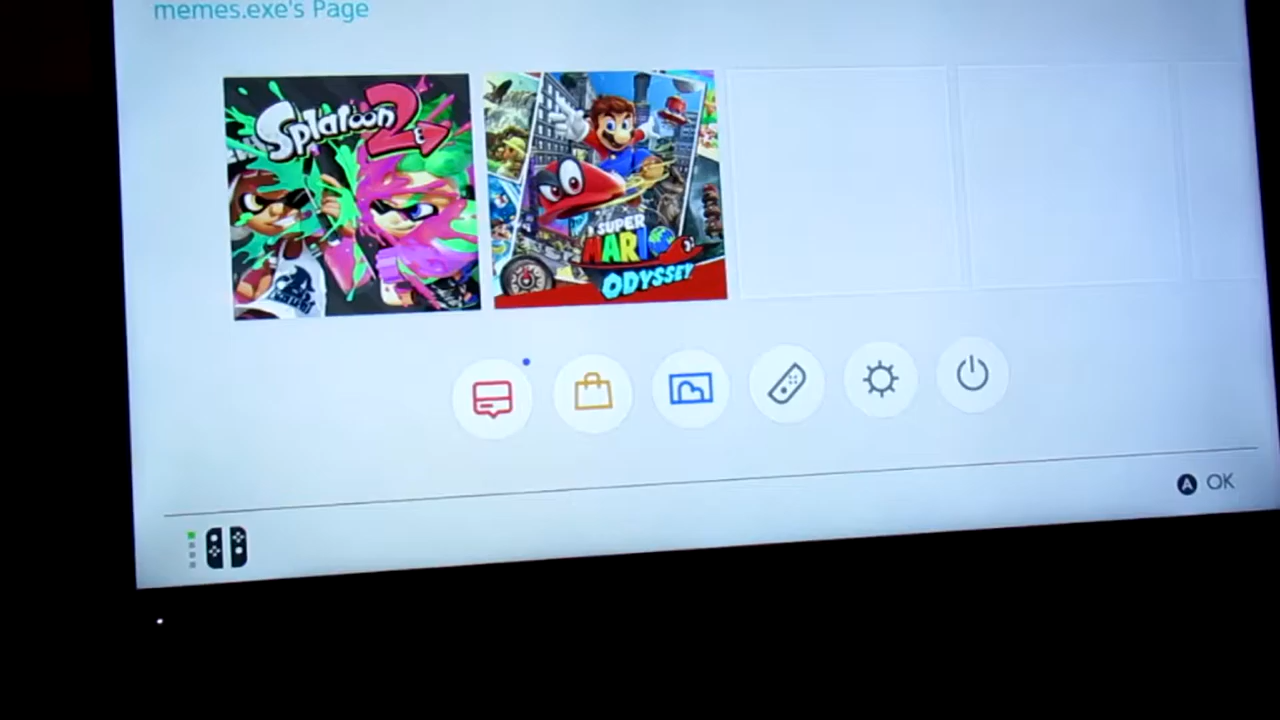 memes.exe's Page
Splatoon 2
SUPER
MARIO
ODYSSEY
A OK